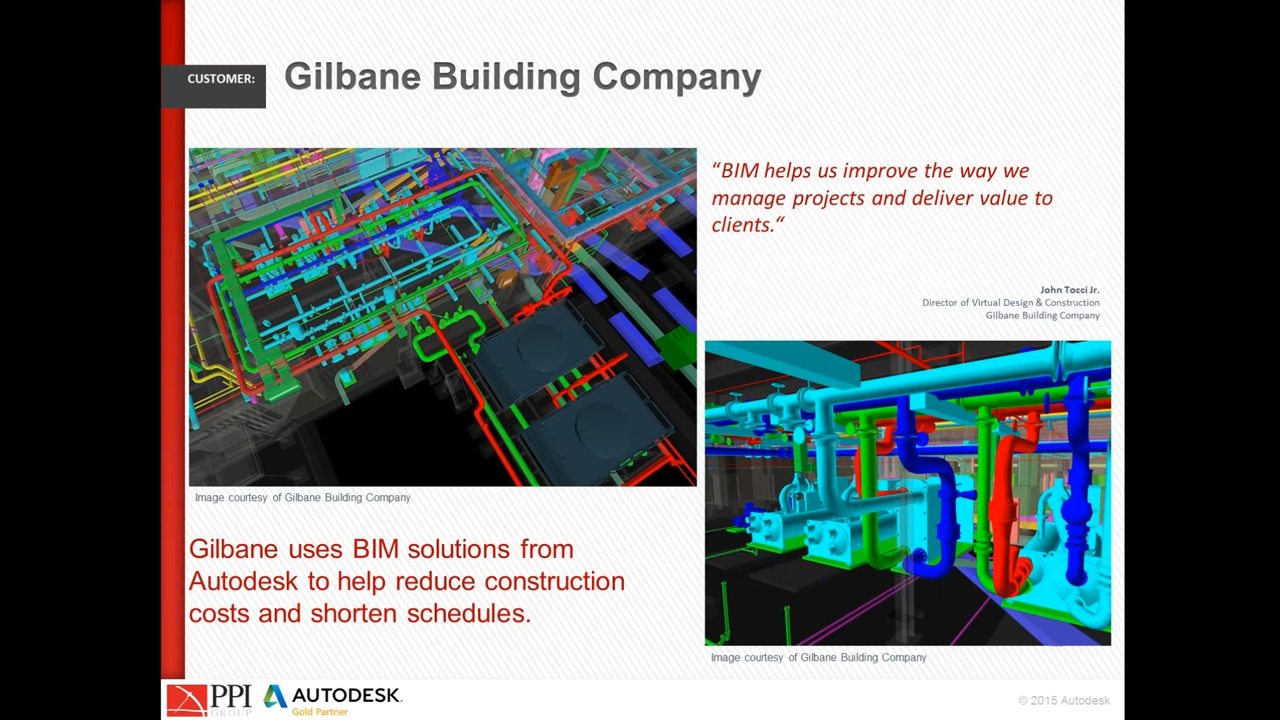 CUSTOMER:
Gilbane Building Company
“BIM helps us improve the way we
manage projects and deliver value to
clients.“
John Tocci Jr.
Director of Virtual Design & Construction
Gilbane Building Company
Image courtesy of Gilbane Building Company
Gilbane uses BIM solutions from
Autodesk to help reduce construction
costs and shorten schedules.
Image courtesy of Gilbane Building Company
PPI
GROUP
AUTODESK.
Gold Partner
© 2015 Autodesk